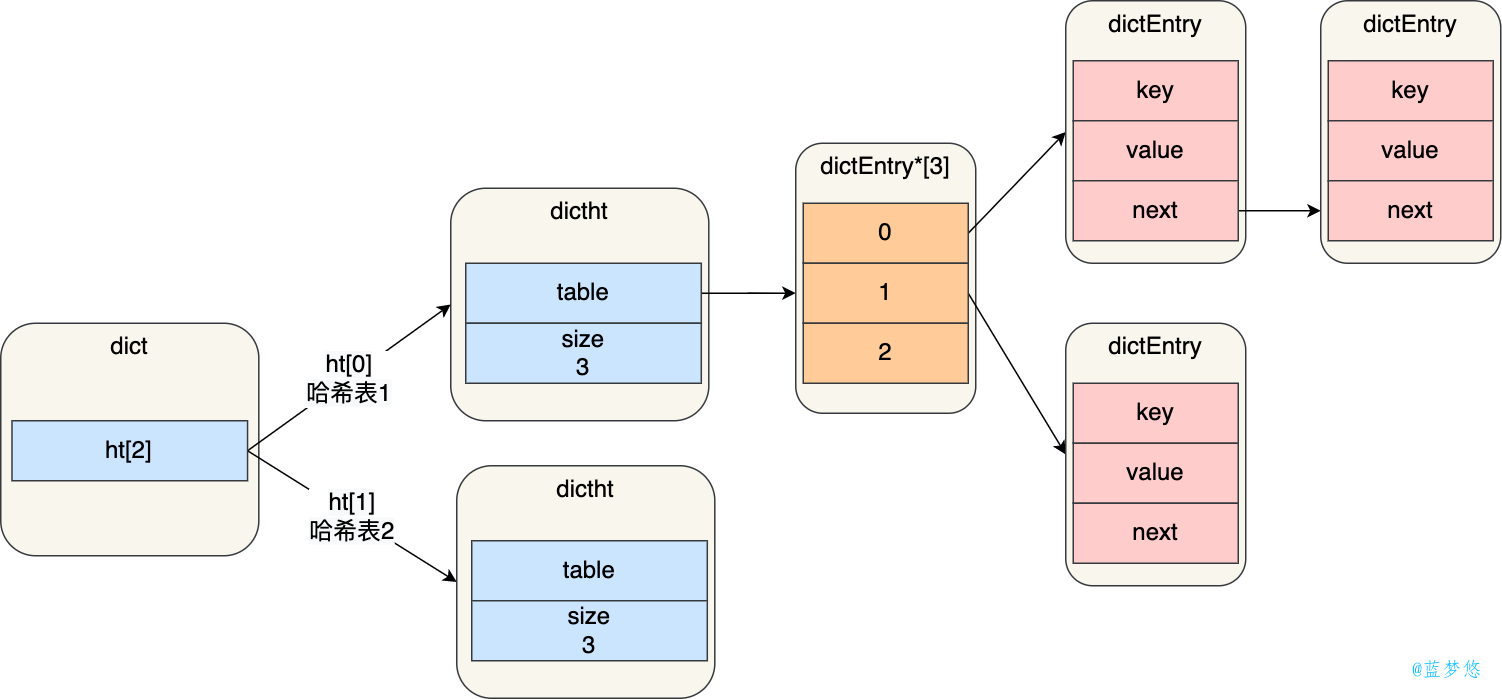 dict
ht[2]
ht[0]
哈希表1
ht[1]
哈希表2
dictht
table
size
3
dictht
table
size
3
dictEntry*[3]
0
1
2
dictEntry
key
value
next
dictEntry
key
value
next
dictEntry
key
value
next
@蓝梦悠